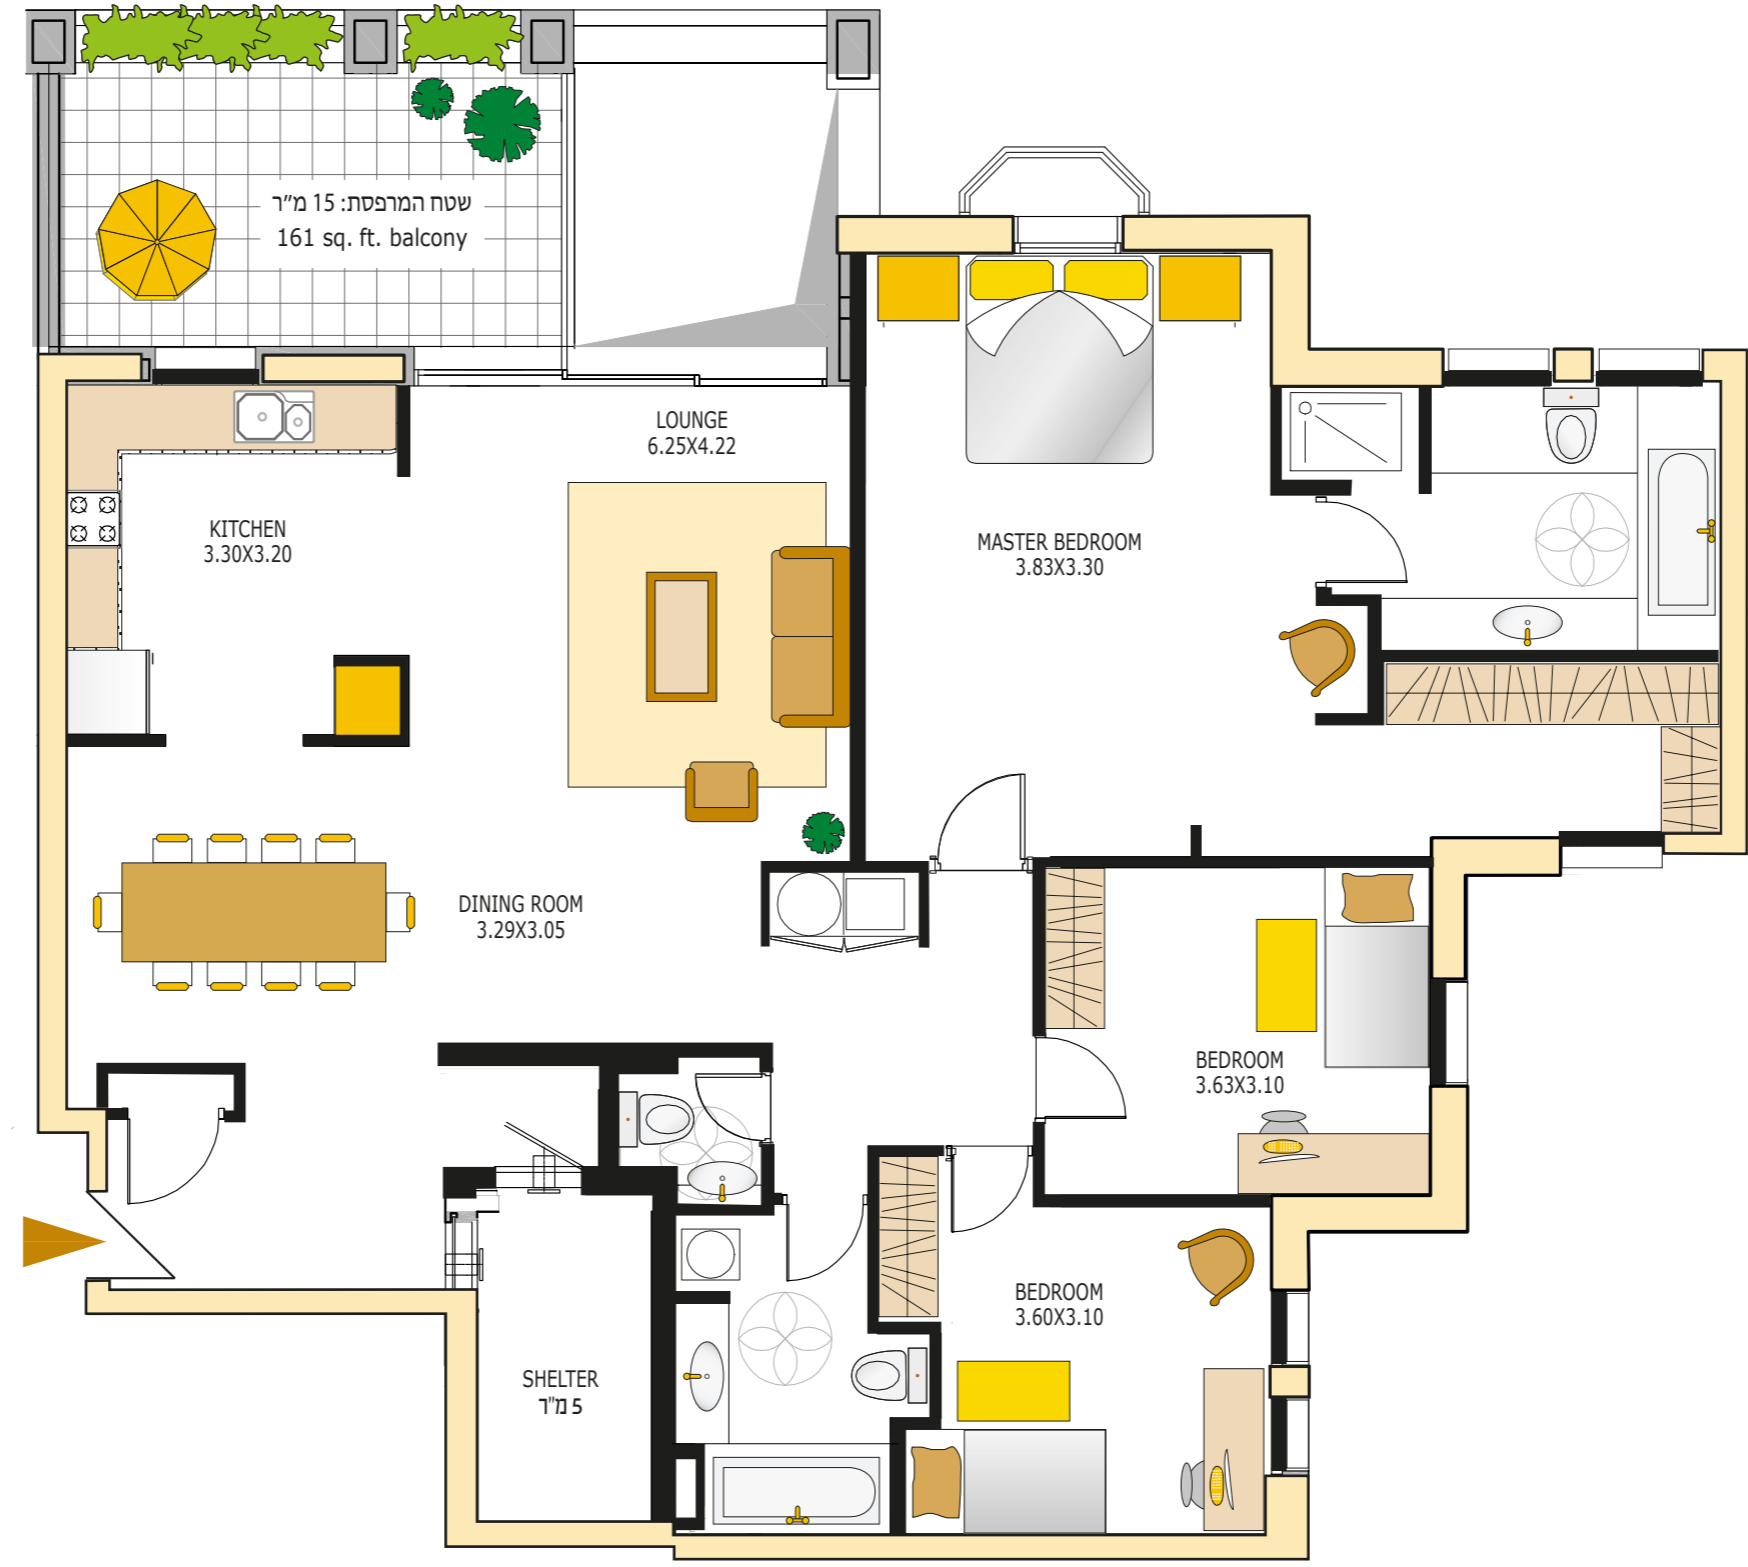 שטח המרפסת: 15 מ״ר
161 sq. ft. balcony
LOUNGE
6.25X4.22
KITCHEN
3.30X3.20
MASTER BEDROOM
3.83X3.30
DINING ROOM
3.29X3.05
BEDROOM
3.63X3.10
BEDROOM
3.60X3.10
SHELTER
5 מ"ר